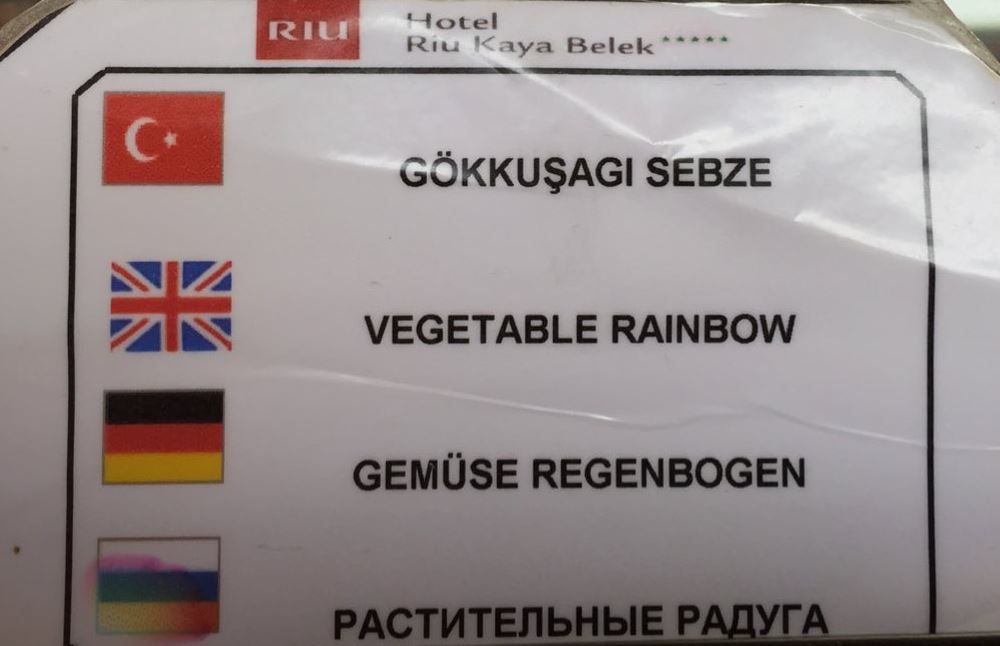 RIU
Hotel
Riu Kaya Belek *****
GÖKKUŞAGI SEBZE
VEGETABLE RAINBOW
GEMÜSE REGENBOGEN
РАСТИТЕЛЬНЫЕ РАДУГА